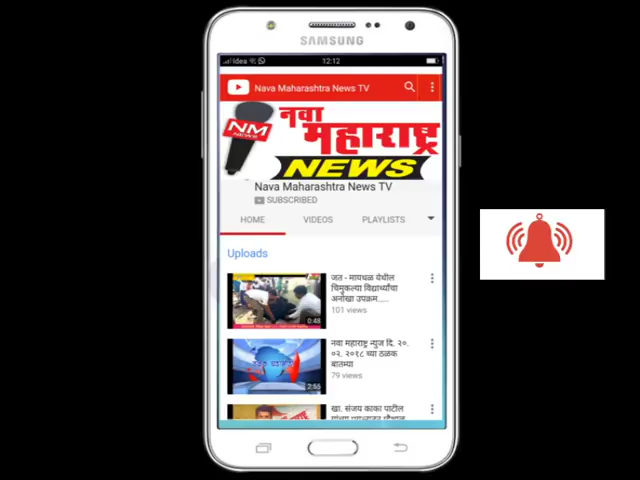 SAMSUNG
Idea
12:12
Nava Maharashtra News TV
NM
NEWS
नवा
महाराष्ट्र
NEWS
Nava Maharashtra News TV
SUBSCRIBED
HOME VIDEOS PLAYLISTS
Uploads
जत - मायथळ येथील
चिमुकल्या विद्यार्थ्यांचा
अनोखा उपक्रम.....
101 views
0:48
नवा महाराष्ट्र न्युज दि. २०.
०२. २०१८ च्या ठळक
बातम्या
79 views
2:56
खा. संजय काका पाटील